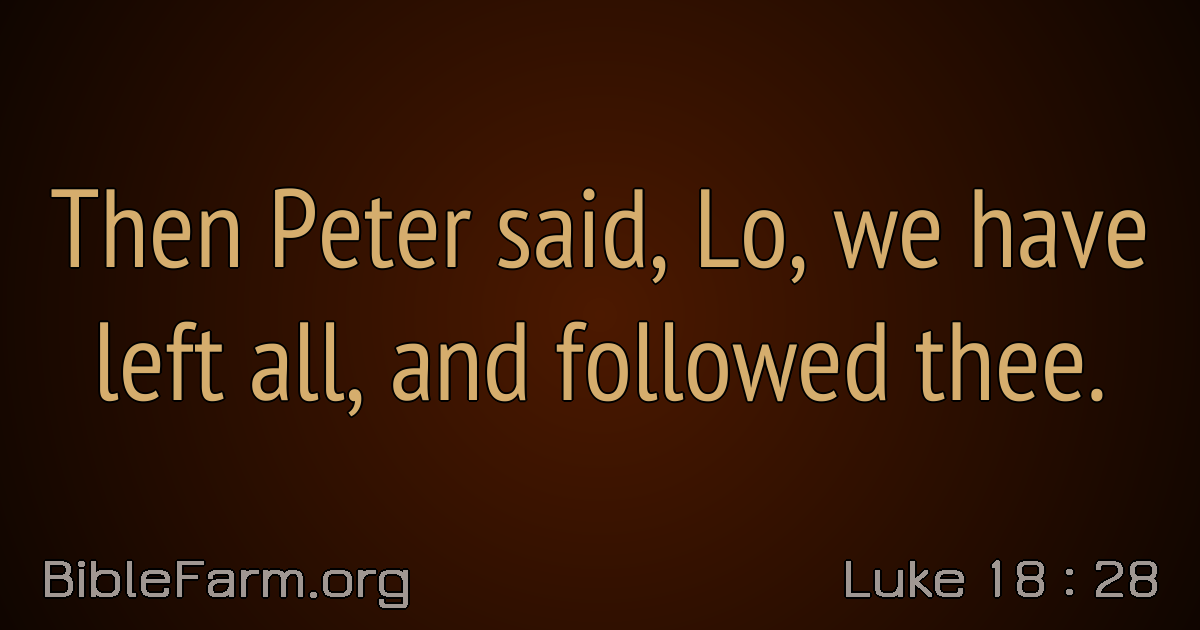 Then Peter said, Lo, we have
left all, and followed thee.
BibleFarm.org
Luke 18 : 28